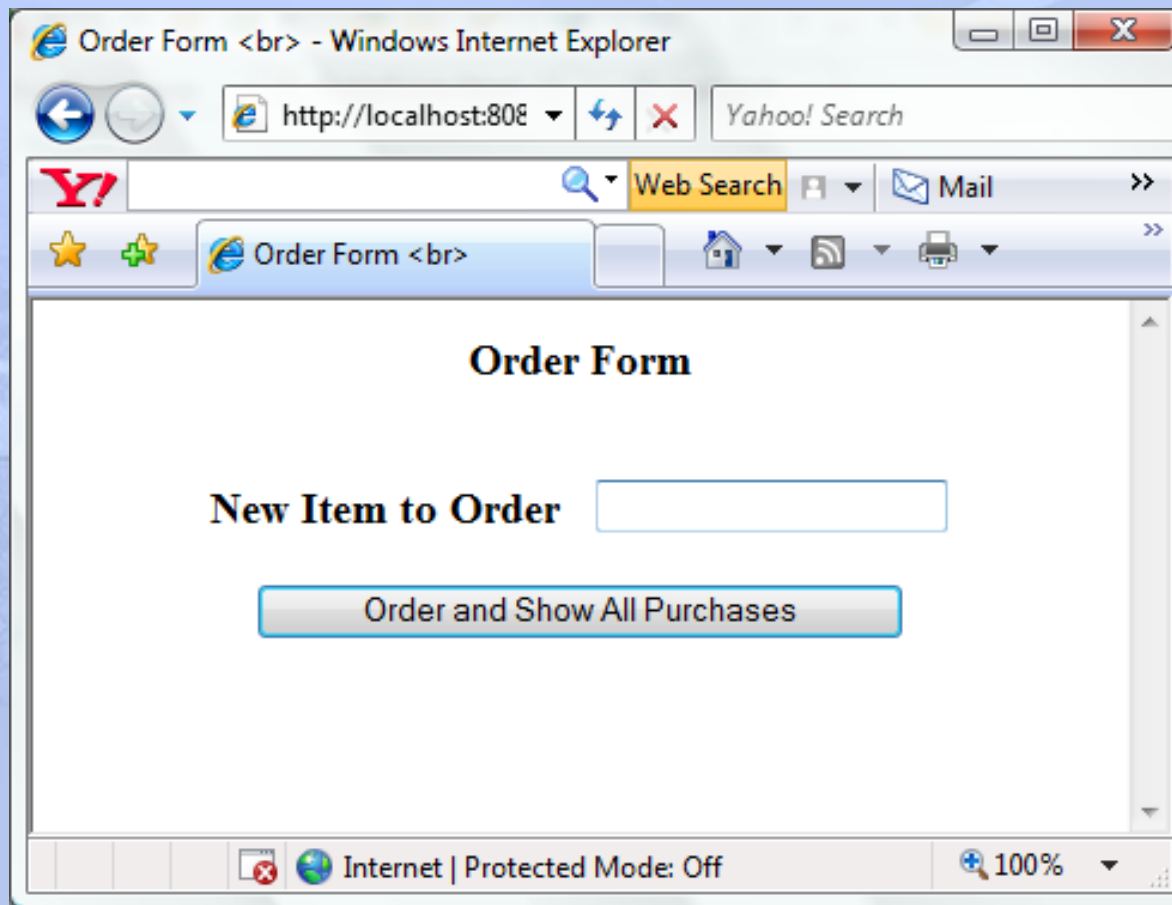 Order Form <br> - Windows Internet Explorer
http://localhost:808 Yahoo! Search
Y! Web Search Mail »
Order Form <br> »
Order Form
New Item to Order
Order and Show All Purchases
Internet | Protected Mode: Off 100%